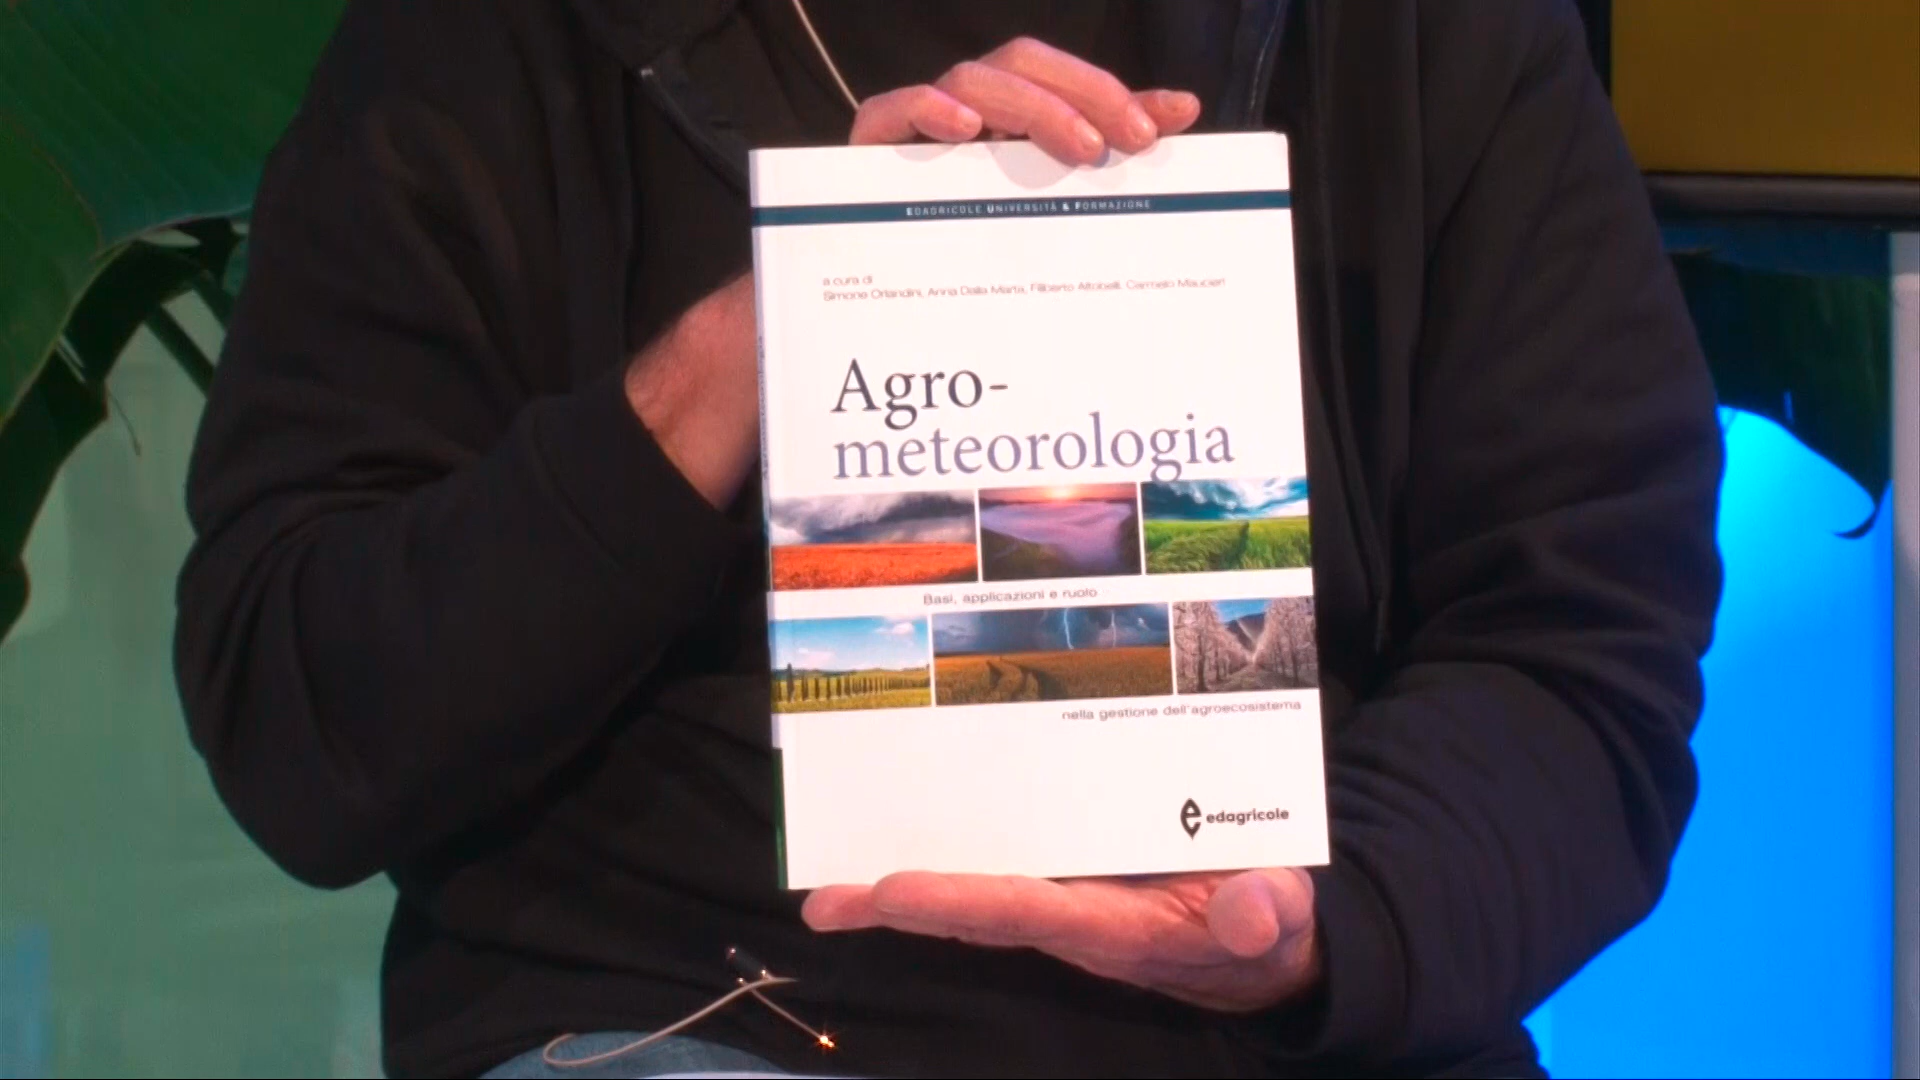 EDAGRICOLE UNIVERSITÀ & FORMAZIONE
a cura di
Simone Orlandini, Anna Dalla Marta, Filiberto Altobelli, Carmelo Maucieri
Agro-
meteorologia
Basi, applicazioni e ruolo
nella gestione dell'agroecosistema
edagricole